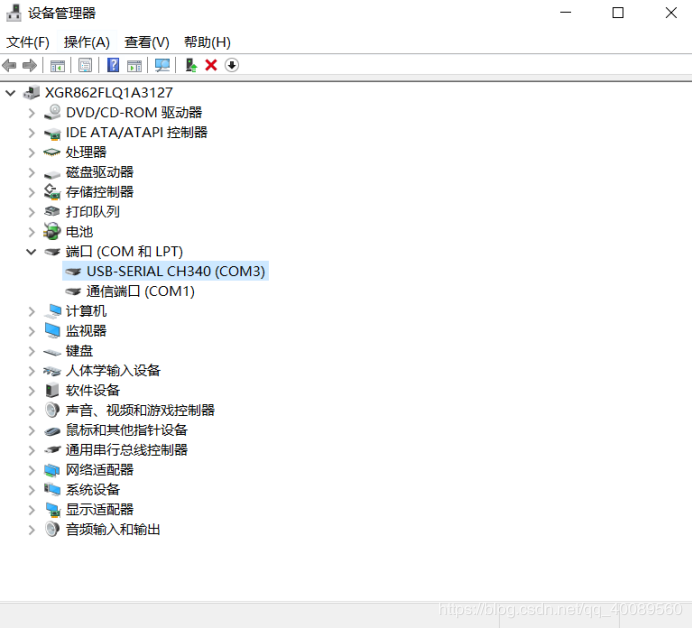 设备管理器
文件(F) 操作(A) 查看(V) 帮助(H)
XGR862FLQ1A3127
DVD/CD-ROM 驱动器
IDE ATA/ATAPI 控制器
处理器
磁盘驱动器
存储控制器
打印队列
电池
端口 (COM 和 LPT)
USB-SERIAL CH340 (COM3)
通信端口 (COM1)
计算机
监视器
键盘
人体学输入设备
软件设备
声音、视频和游戏控制器
鼠标和其他指针设备
通用串行总线控制器
网络适配器
系统设备
显示适配器
音频输入和输出
https://blog.csdn.net/qq_40089560